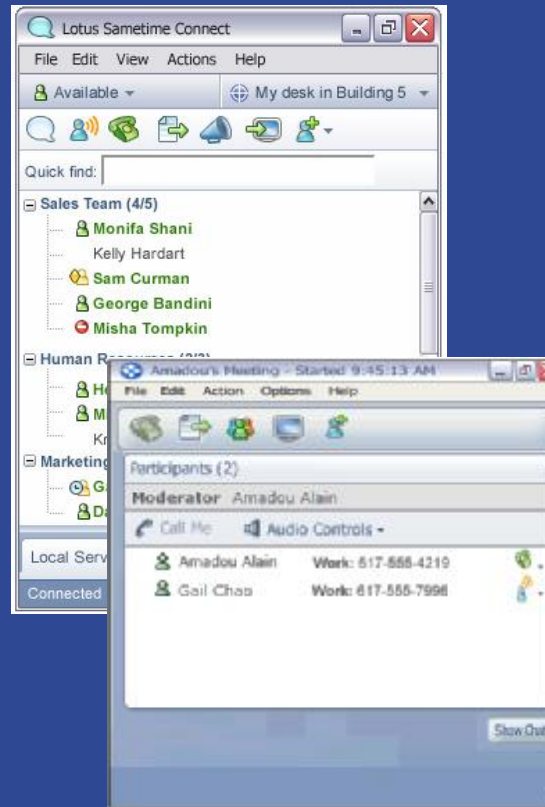 Lotus Sametime Connect
File Edit View Actions Help
Available My desk in Building 5
Quick find:
Sales Team (4/5)
Monifa Shani
Kelly Hardart
Sam Curman
George Bandini
Misha Tompkin
Human
Marketing
Local Serv
Connected
Amadou's Meeting - Started 9:45:13 AM
File Edit Action Options Help
Participants (2)
Moderator Amadou Alain
Call Me Audio Controls
Amadou Alain Work: 617-555-4219
Gail Chao Work: 617-555-7996
Show Chat